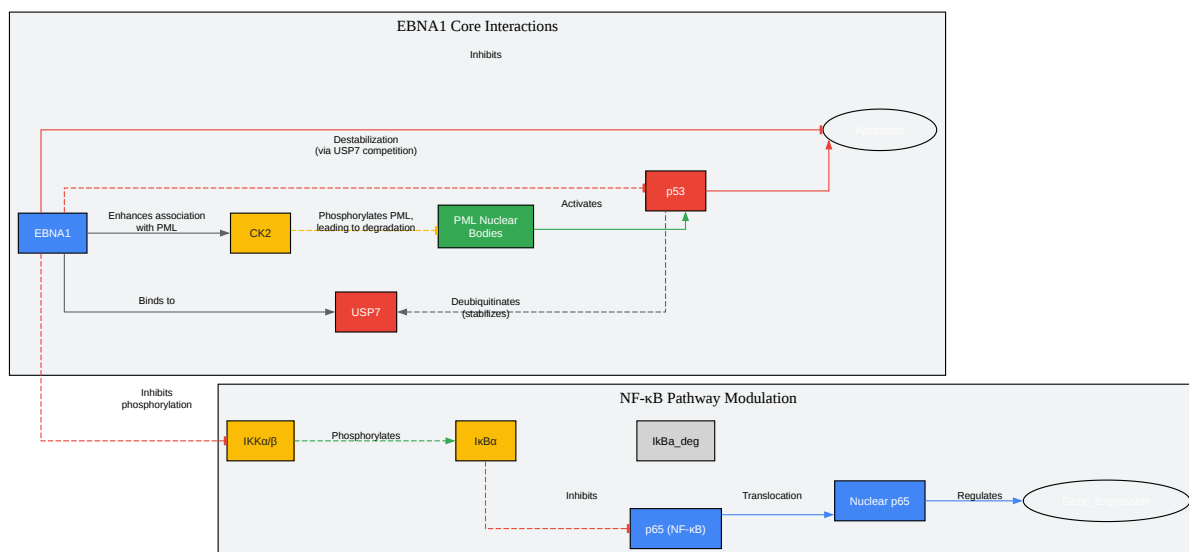 EBNA1 Core Interactions
Inhibits
Apoptosis
Destabilization
(via USP7 competition)
p53
Activates
EBNA1
Enhances association
with PML
CK2
Phosphorylates PML,
leading to degradation
PML Nuclear
Bodies
Binds to
USP7
Deubiquitinates
(stabilizes)
Inhibits
phosphorylation
NF-κB Pathway Modulation
IKKα/β
Phosphorylates
IκBα
IkBa_deg
Inhibits
p65 (NF-κB)
Translocation
Nuclear p65
Regulates
Gene_Expression